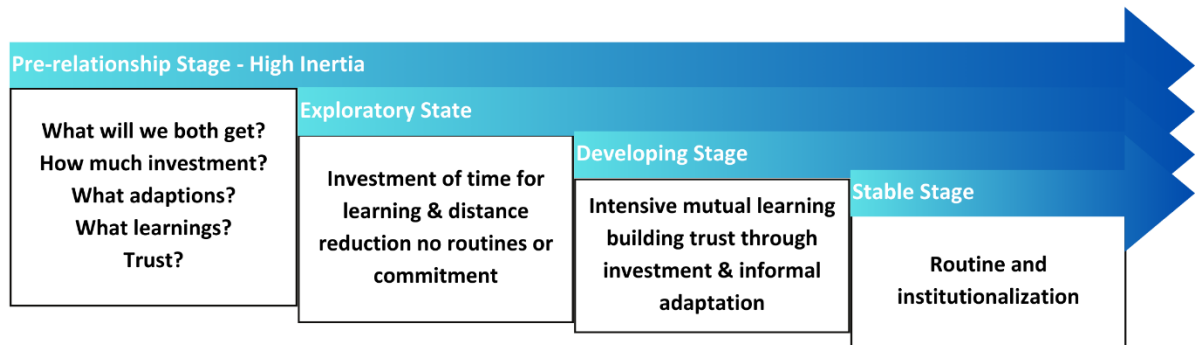 Pre-relationship Stage - High Inertia
What will we both get?
How much investment?
What adaptions?
What learnings?
Trust?
Exploratory State
Investment of time for
learning & distance
reduction no routines or
commitment
Developing Stage
Intensive mutual learning
building trust through
investment & informal
adaptation
Stable Stage
Routine and
institutionalization